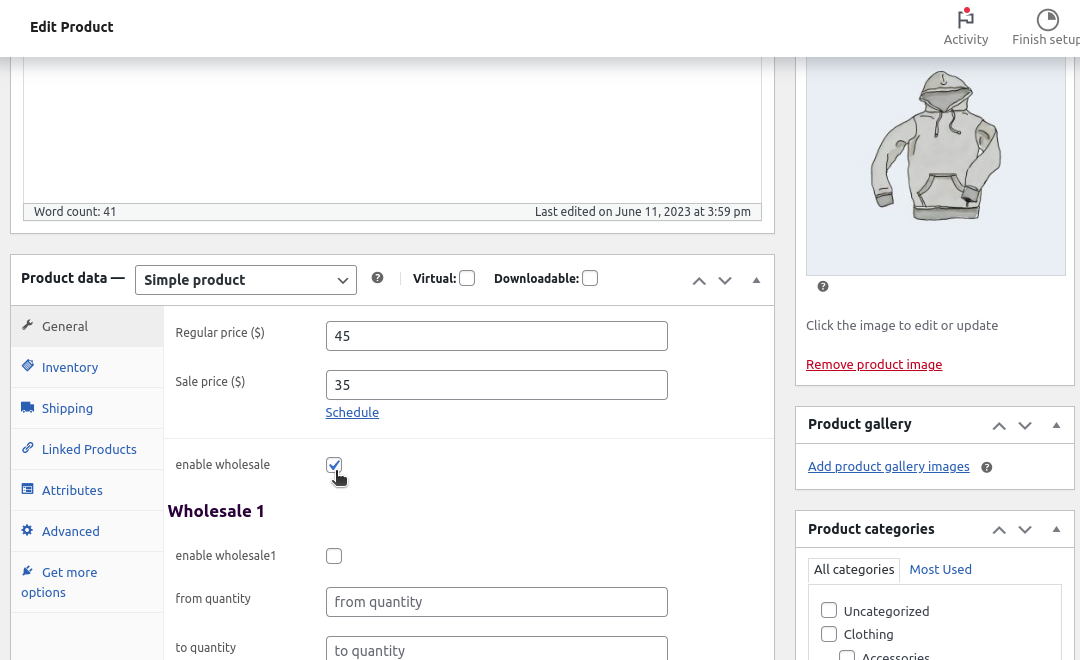 Edit Product
Activity
Finish setup
Word count: 41
Last edited on June 11, 2023 at 3:59 pm
Product data —
Simple product
Virtual:
Downloadable:
General
Inventory
Shipping
Linked Products
Attributes
Advanced
Get more
options
Regular price ($)
45
Sale price ($)
35
Schedule
enable wholesale
Wholesale 1
enable wholesale1
from quantity
from quantity
to quantity
to quantity
Click the image to edit or update
Remove product image
Product gallery
Add product gallery images
Product categories
All categories
Most Used
Uncategorized
Clothing
Accessories